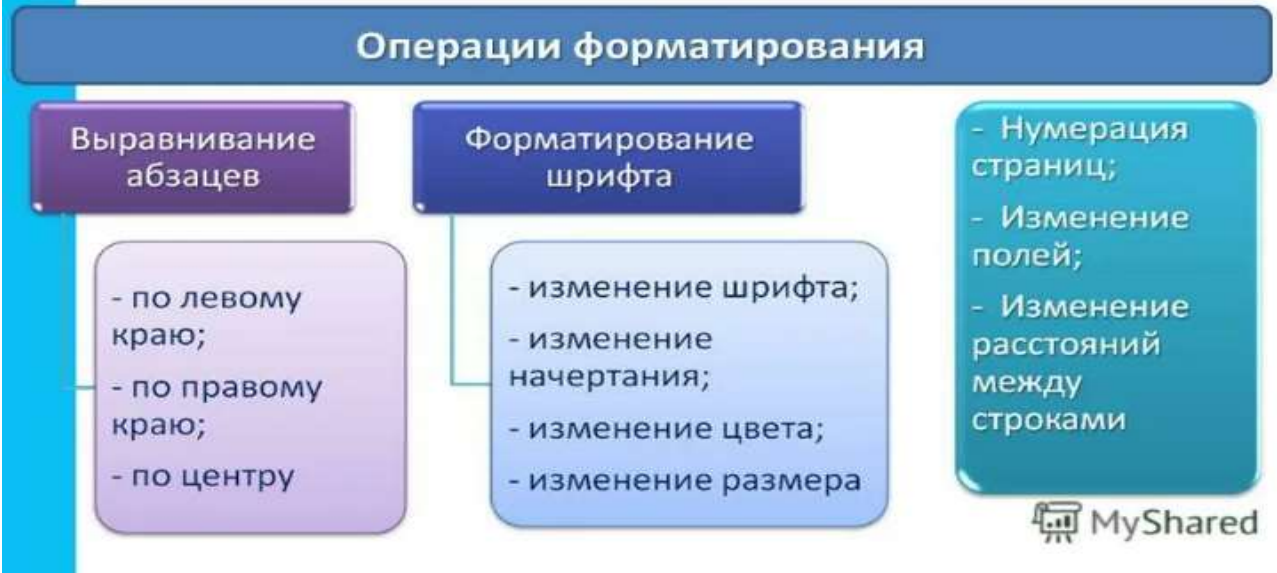 Операции форматирования
Выравнивание
абзацев
- по левому
краю;
- по правому
краю;
- по центру
Форматирование
шрифта
- изменение шрифта;
- изменение
начертания;
- изменение цвета;
- изменение размера
- Нумерация
страниц;
- Изменение
полей;
- Изменение
расстояний
между
строками
MyShared